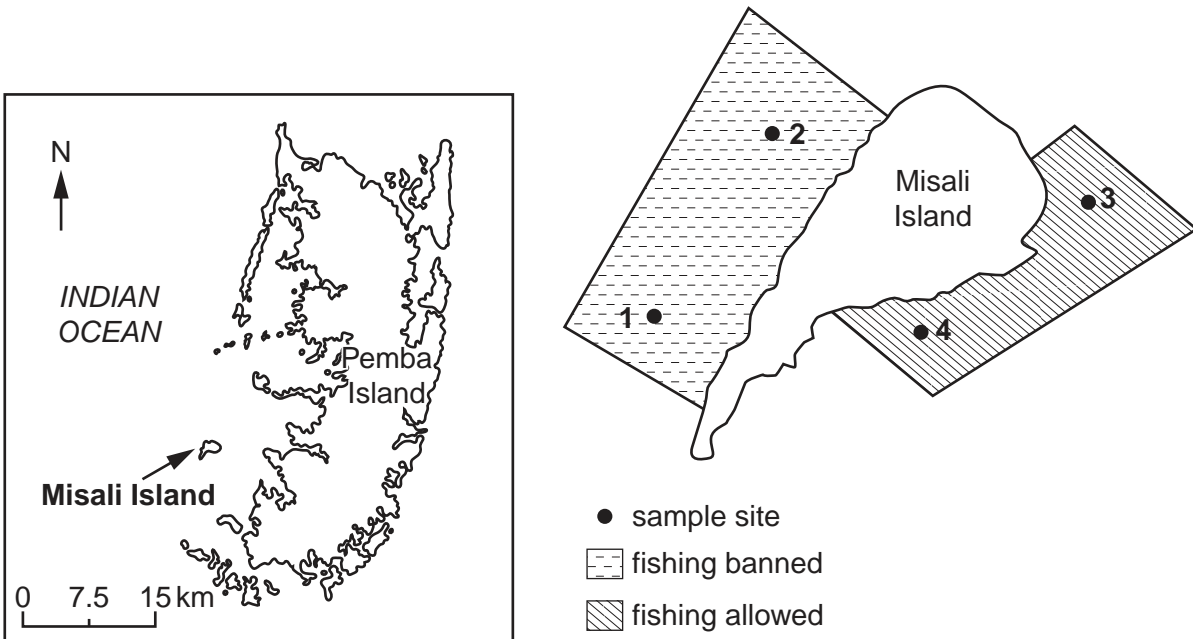 N
INDIAN
OCEAN
Pemba
Island
Misali Island
0 7.5 15 km
2
Misali
Island
3
1
4
sample site
fishing banned
fishing allowed